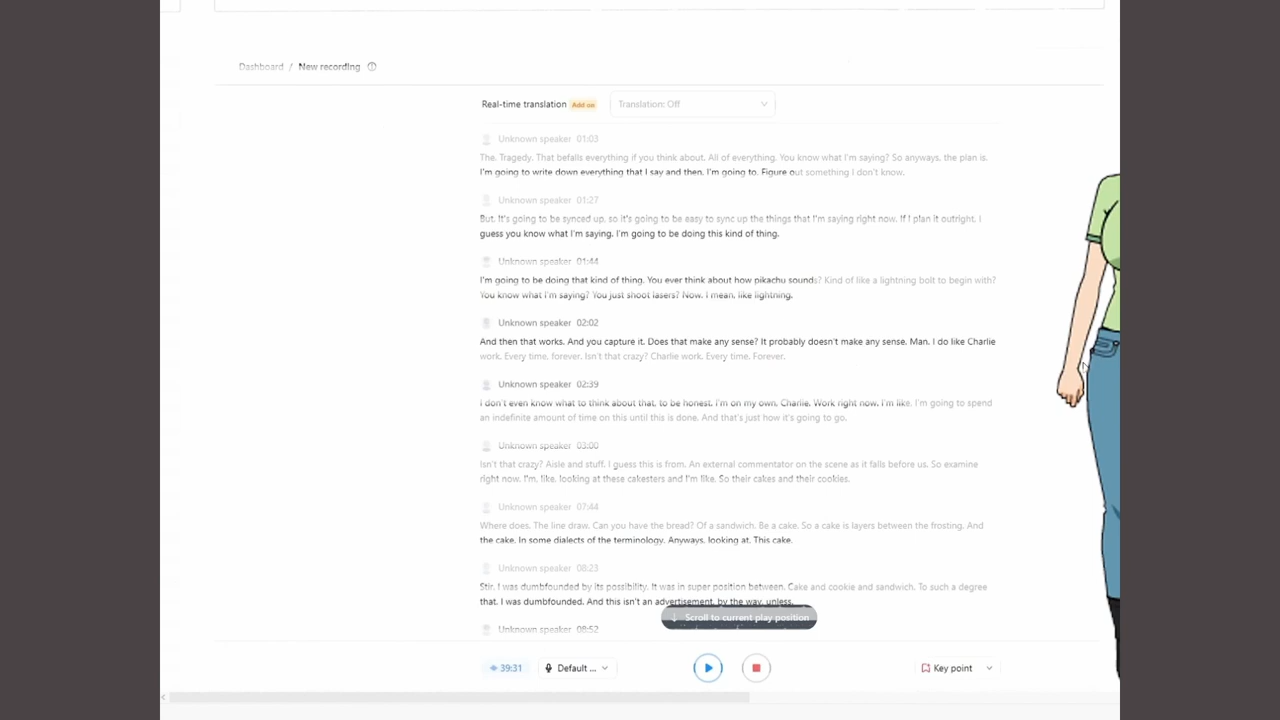 Dashboard / New recording
Real-time translation Add on Translation: Off
Unknown speaker 01:03
The. Tragedy. That befalls everything if you think about. All of everything. You know what I'm saying? So anyways, the plan is.
I'm going to write down everything that I say and then. I'm going to. Figure out something I don't know.
Unknown speaker 01:27
But. It's going to be synced up, so it's going to be easy to sync up the things that I'm saying right now. If I plan it outright, I
guess you know what I'm saying. I'm going to be doing this kind of thing.
Unknown speaker 01:44
I'm going to be doing that kind of thing. You ever think about how pikachu sounds? Kind of like a lightning bolt to begin with?
You know what I'm saying? You just shoot lasers? Now. I mean, like lightning.
Unknown speaker 02:02
And then that works. And you capture it. Does that make any sense? It probably doesn't make any sense. Man. I do like Charlie
work. Every time, forever. Isn't that crazy? Charlie work. Every time. Forever.
Unknown speaker 02:39
I don't even know what to think about that, to be honest. I'm on my own. Charlie. Work right now. I'm like. I'm going to spend
an indefinite amount of time on this until this is done. And that's just how it's going to go.
Unknown speaker 03:00
Isn't that crazy? Aisle and stuff. I guess this is from. An external commentator on the scene as it falls before us. So examine
right now. I'm, like, looking at these cakesters and I'm like. So their cakes and their cookies.
Unknown speaker 07:44
Where does. The line draw. Can you have the bread? Of a sandwich. Be a cake. So a cake is layers between the frosting. And
the cake. In some dialects of the terminology. Anyways, looking at. This cake.
Unknown speaker 08:23
Stir. I was dumbfounded by its possibility. It was in super position between. Cake and cookie and sandwich. To such a degree
that. I was dumbfounded. And this isn't an advertisement, by the way, unless.
Scroll to current play position
Unknown speaker 08:52
39:31 Default ... Key point